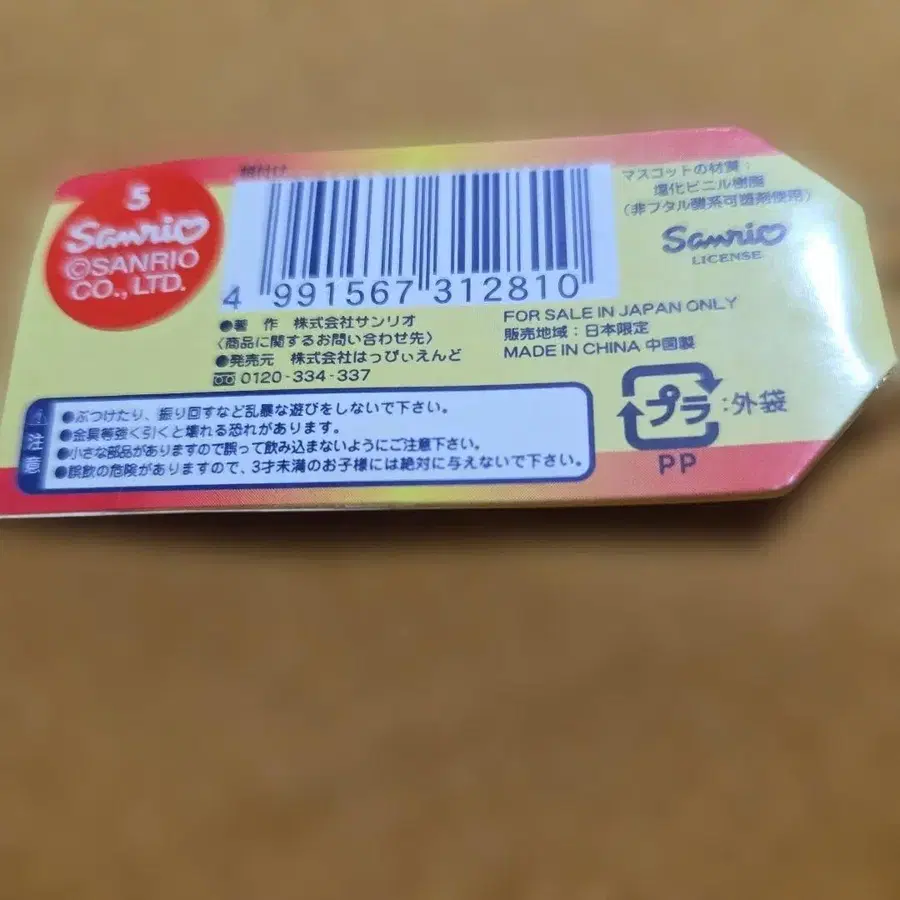 5
Sanrio
©SANRIO
CO., LTD.
根付け
4 991567 312810
●著 作 株式会社サンリオ
〈商品に関するお問い合わせ先〉
●発売元 株式会社はっぴぃえんど
0120-334-337
マスコットの材質:
塩化ビニル樹脂
(非フタル酸系可塑剤使用)
Sanrio
LICENSE
FOR SALE IN JAPAN ONLY
販売地域:日本限定
MADE IN CHINA 中国製
プラ:外袋
PP
注意
●ぶつけたり、振り回すなど乱暴な遊びをしないで下さい。
●金具等強く引くと壊れる恐れがあります。
●小さな部品がありますので誤って飲み込まないようにご注意下さい。
●誤飲の危険がありますので、3才未満のお子様には絶対に与えないで下さい。